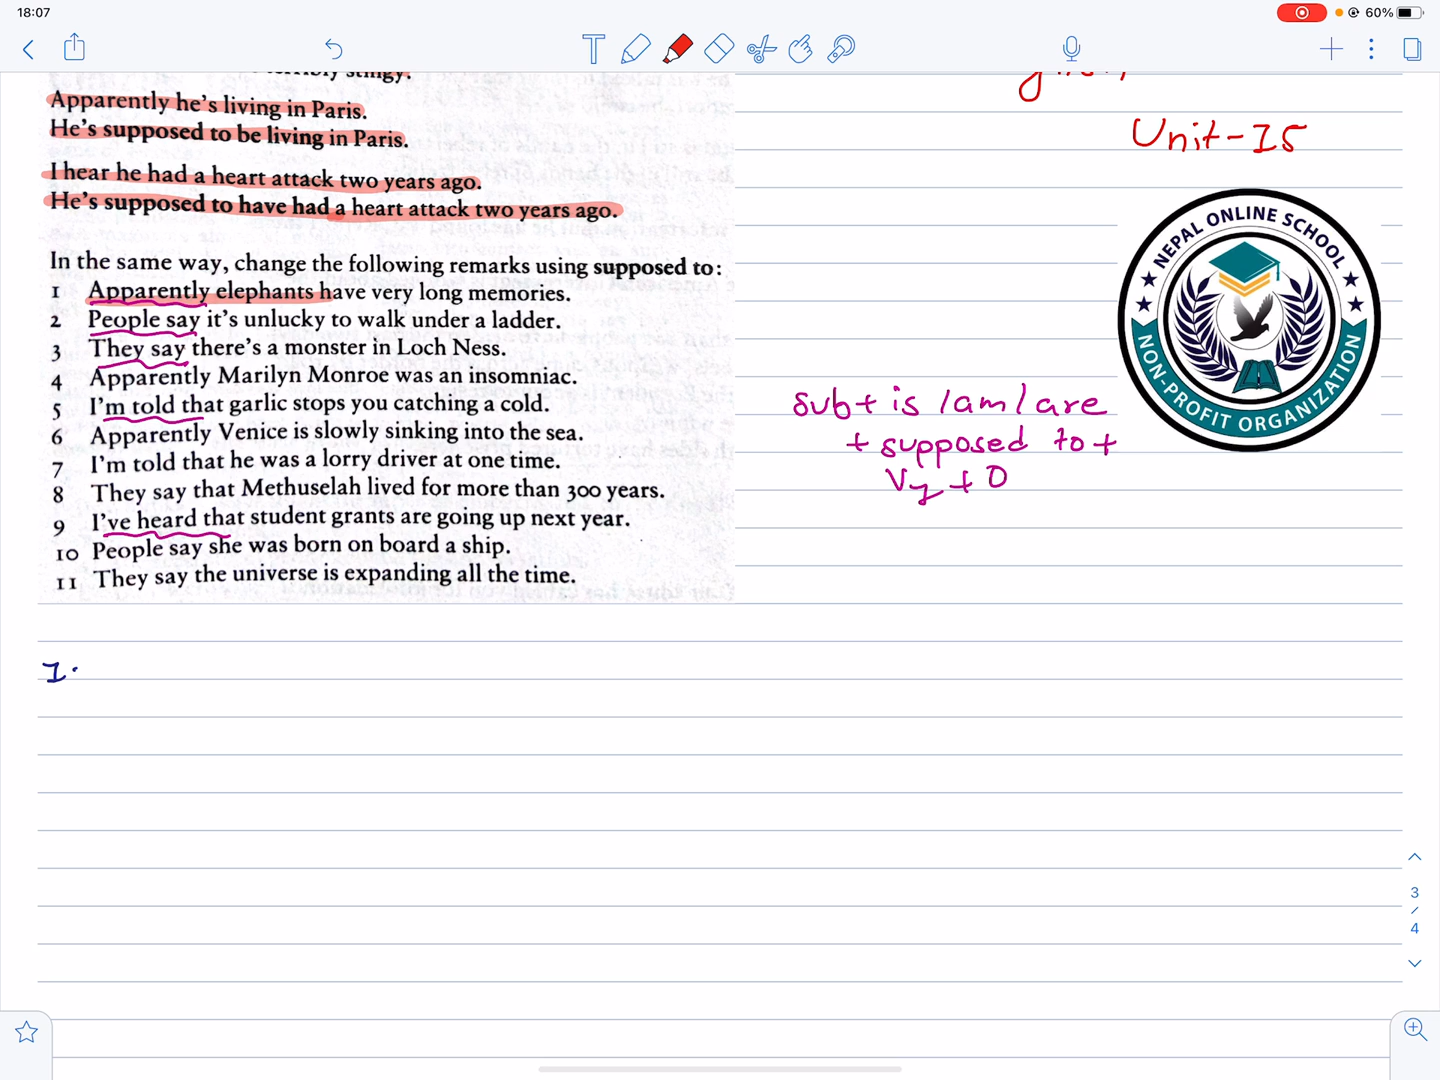 18:07
60%
terribly stingy.
Apparently he's living in Paris.
He's supposed to be living in Paris.
I hear he had a heart attack two years ago.
He's supposed to have had a heart attack two years ago.
In the same way, change the following remarks using supposed to:
1 Apparently elephants have very long memories.
2 People say it's unlucky to walk under a ladder.
3 They say there's a monster in Loch Ness.
4 Apparently Marilyn Monroe was an insomniac.
5 I'm told that garlic stops you catching a cold.
6 Apparently Venice is slowly sinking into the sea.
7 I'm told that he was a lorry driver at one time.
8 They say that Methuselah lived for more than 300 years.
9 I've heard that student grants are going up next year.
10 People say she was born on board a ship.
11 They say the universe is expanding all the time.
Unit-15
NEPAL ONLINE SCHOOL
NON-PROFIT ORGANIZATION
sub+ is /am/ are
+ supposed to +
V1 + O
1.
3
/
4